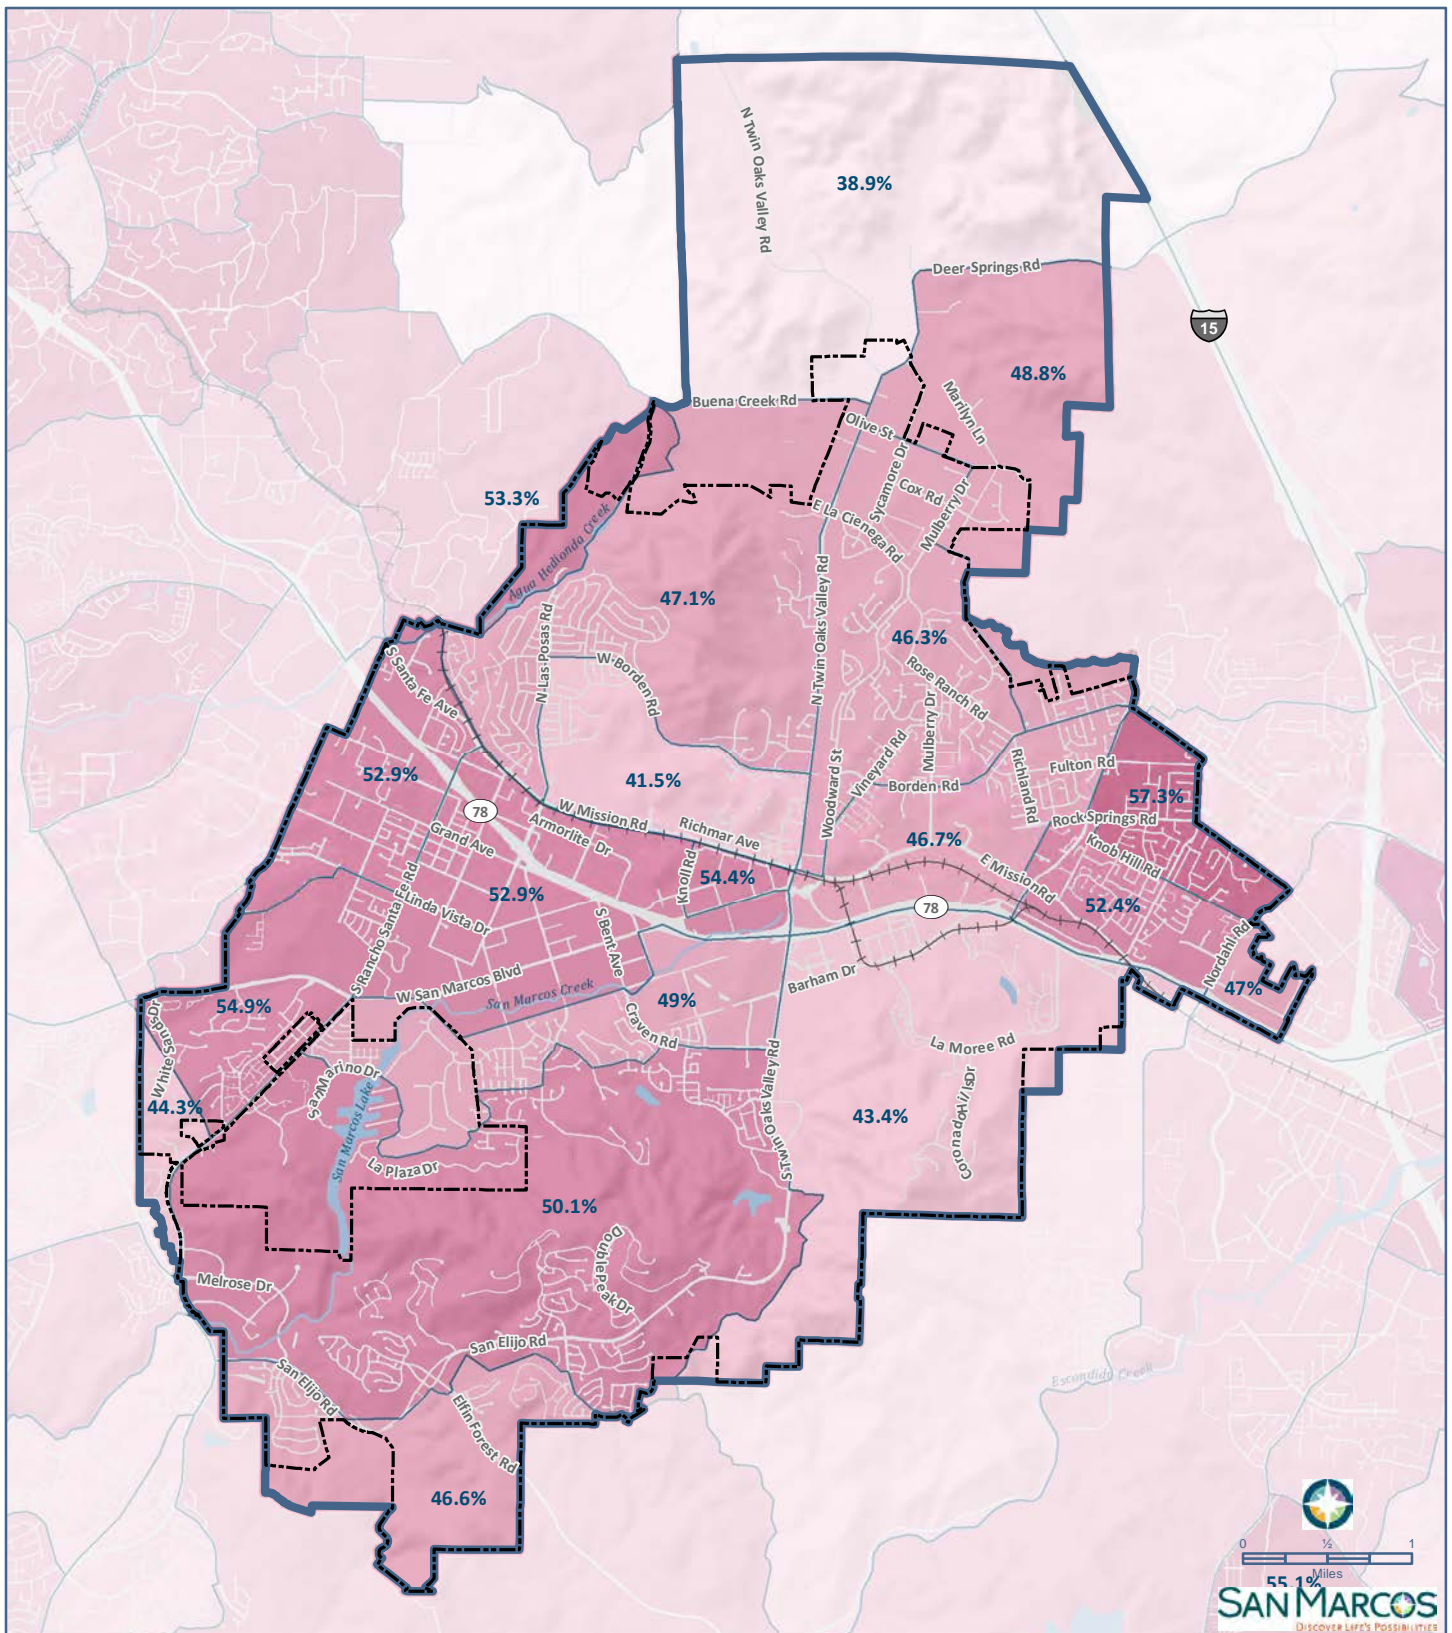 N Twin Oaks Valley Rd
38.9%
Deer Springs Rd
15
48.8%
Marilyn Ln
Buena Creek Rd
Olive St
Sycamore Dr
Cox Rd
Mulberry Dr
E La Cienega Rd
53.3%
Agua Hedionda Creek
47.1%
N Las Posas Rd
N Twin Oaks Valley Rd
46.3%
S Santa Fe Ave
W Borden Rd
Rose Ranch Rd
Mulberry Dr
52.9%
41.5%
Woodward St
Vineyard Rd
Borden Rd
Richland Rd
Fulton Rd
57.3%
78
W Mission Rd
Richmar Ave
Rock Springs Rd
Grand Ave
Armorlite Dr
46.7%
Knob Hill Rd
Knoll Rd
54.4%
E Mission Rd
52.9%
S Rancho Santa Fe Rd
Linda Vista Dr
S Bent Ave
78
52.4%
Nordahl Rd
W San Marcos Blvd
San Marcos Creek
Barham Dr
47%
54.9%
49%
White Sands Dr
Craven Rd
La Moree Rd
San Marino Dr
44.3%
San Marcos Lake
S Twin Oaks Valley Rd
43.4%
Coronado Hills Dr
La Plaza Dr
50.1%
Double Peak Dr
Melrose Dr
San Elijo Rd
San Elijo Rd
Elfin Forest Rd
Escondido Creek
46.6%
0 ½ 1
Miles
55.1%
SAN MARCOS
DISCOVER LIFE'S POSSIBILITIES